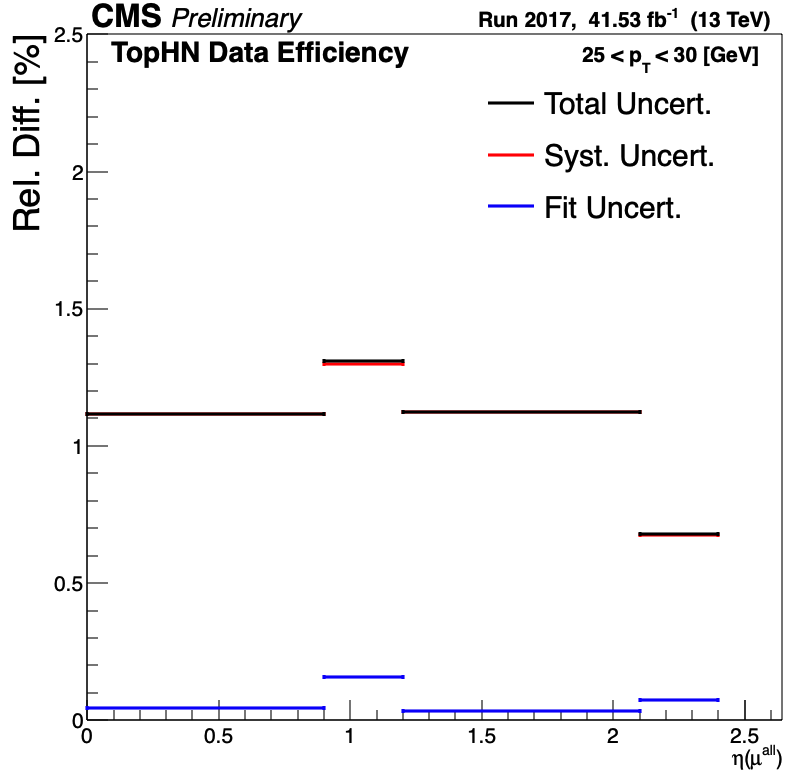 CMS Preliminary
Run 2017, 41.53 fb⁻¹ (13 TeV)
TopHN Data Efficiency
25 < p_T < 30 [GeV]
Rel. Diff. [%]
Total Uncert.
Syst. Uncert.
Fit Uncert.
2.5
2
1.5
1
0.5
0
0 0.5 1 1.5 2 2.5
η(μ^all)